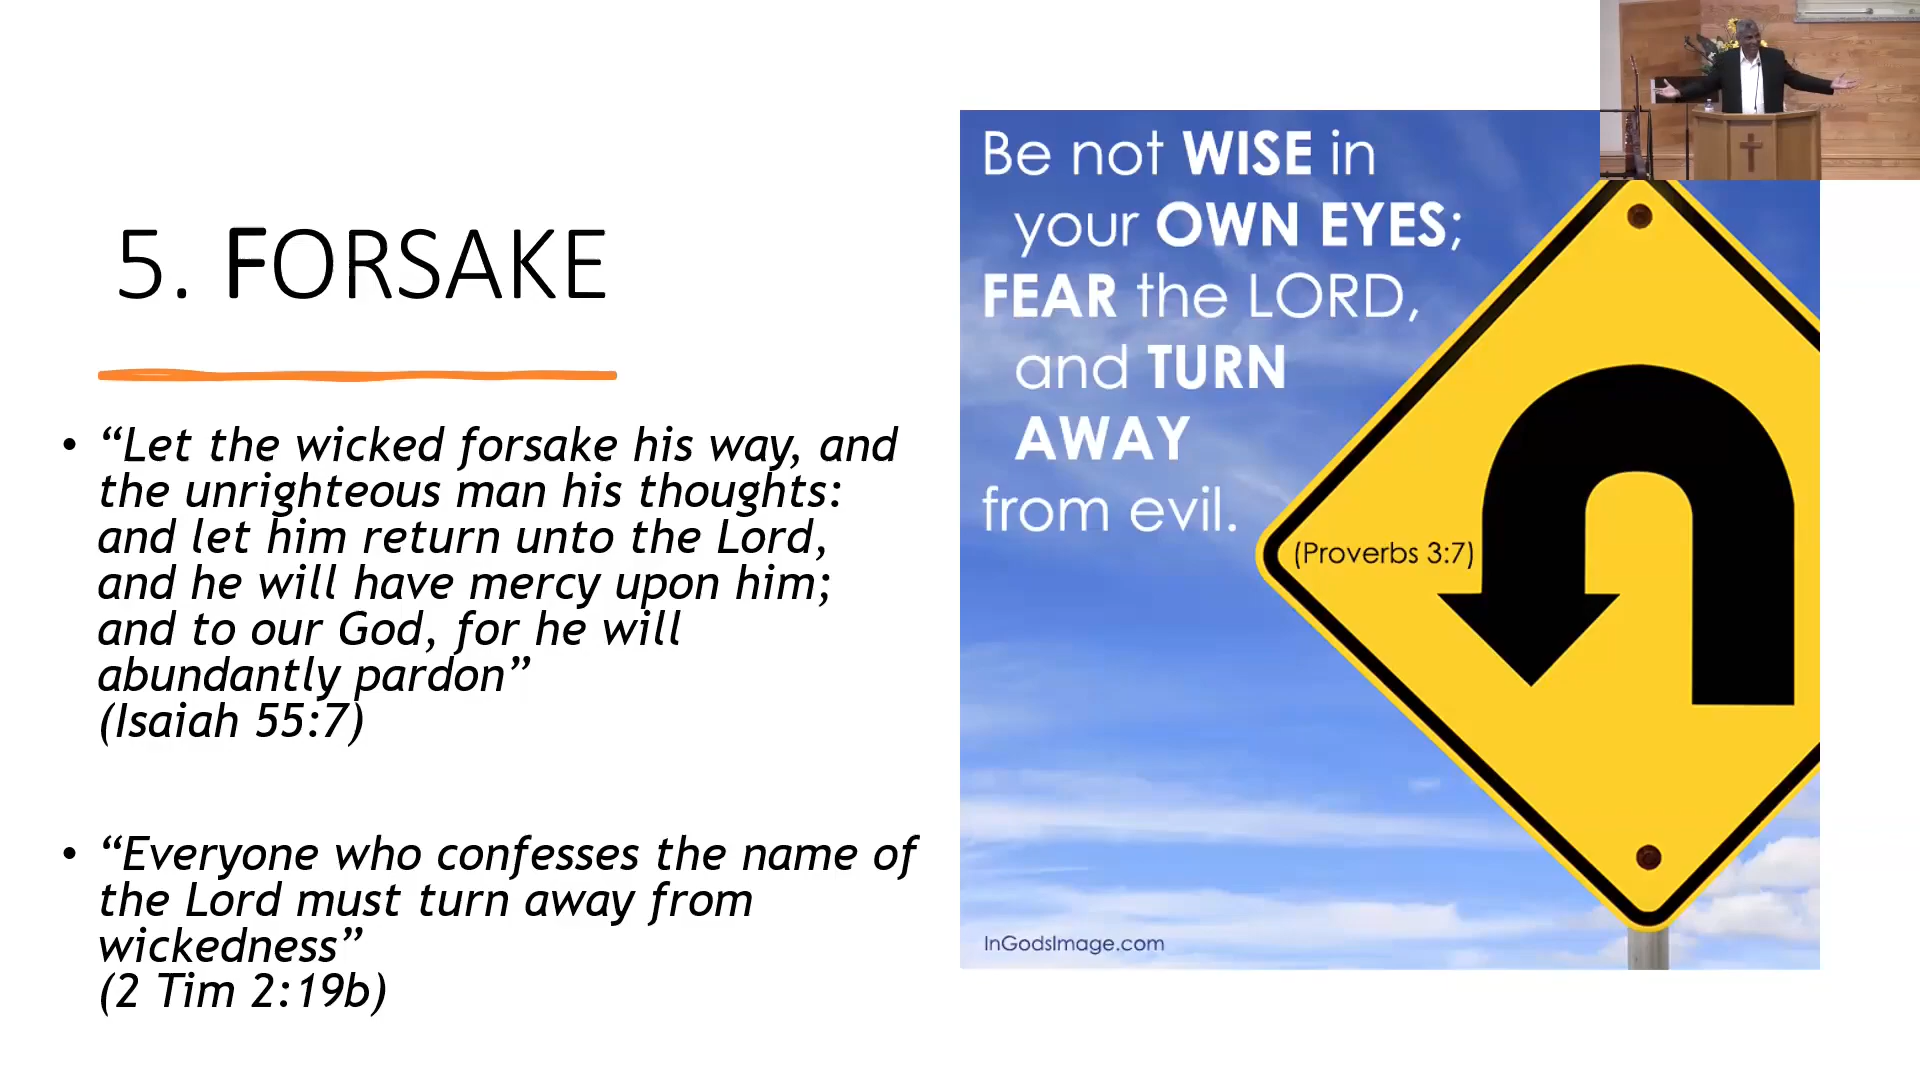 5. FORSAKE
• “Let the wicked forsake his way, and
the unrighteous man his thoughts:
and let him return unto the Lord,
and he will have mercy upon him;
and to our God, for he will
abundantly pardon”
(Isaiah 55:7)
• “Everyone who confesses the name of
the Lord must turn away from
wickedness”
(2 Tim 2:19b)
Be not WISE in
your OWN EYES;
FEAR the LORD,
and TURN
AWAY
from evil.
(Proverbs 3:7)
InGodsImage.com